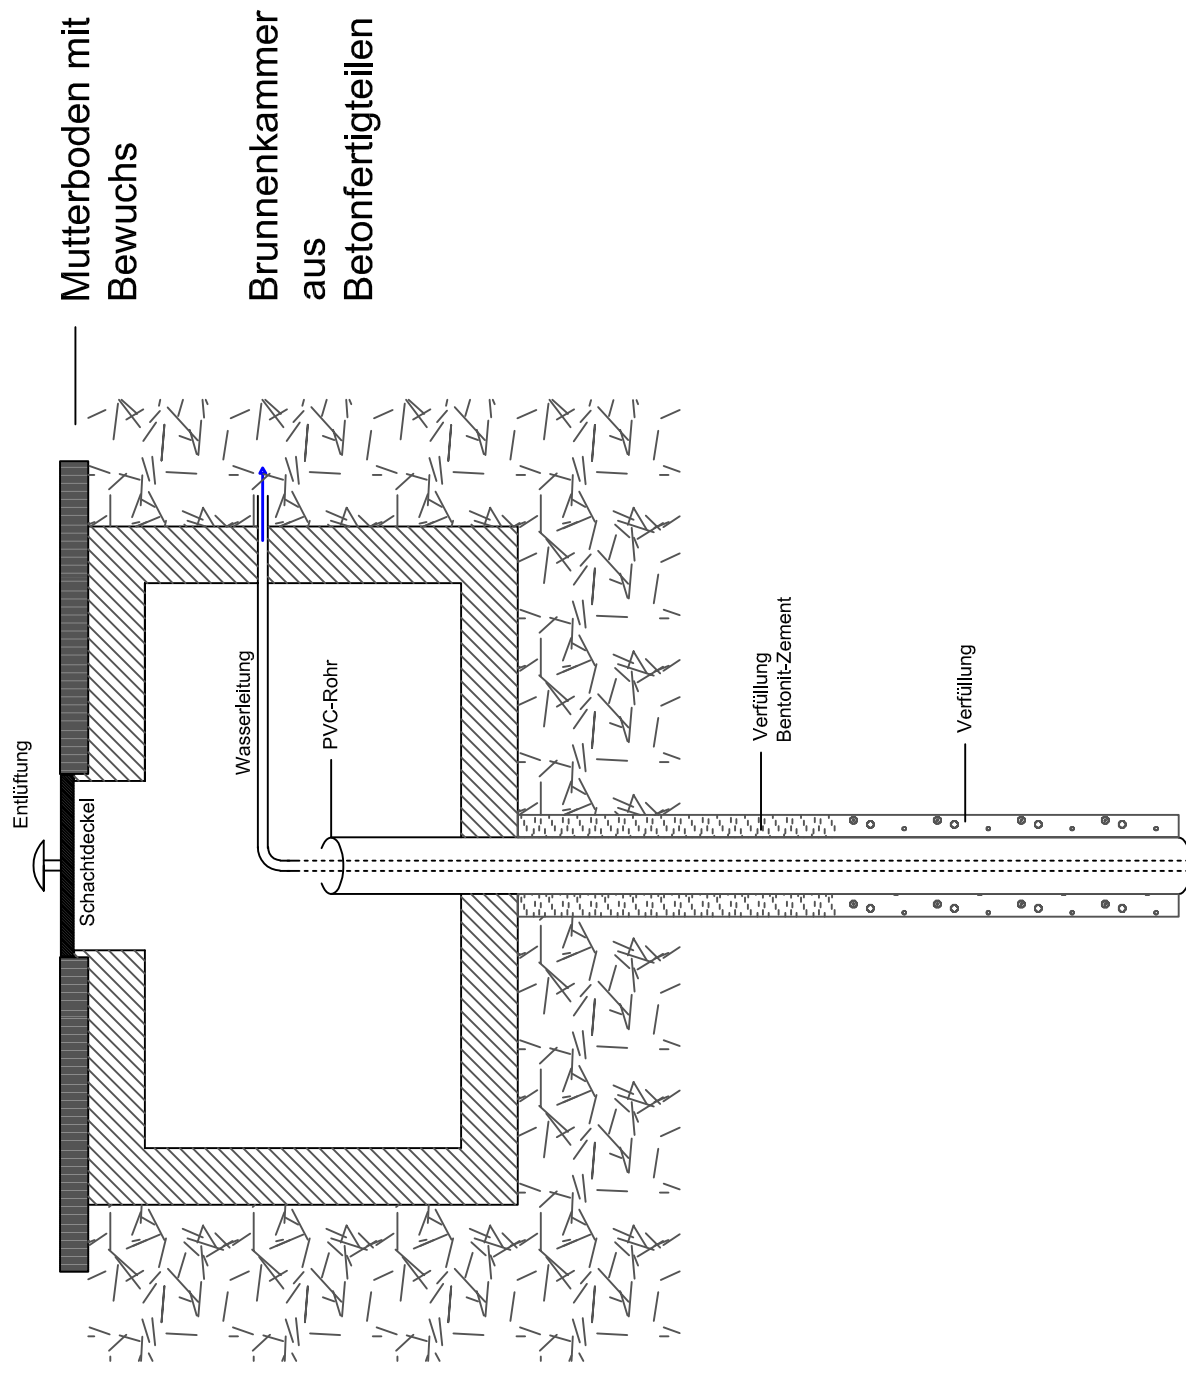 Mutterboden mit
Bewuchs
Brunnenkammer
aus
Betonfertigteilen
Entlüftung
Schachtdeckel
Wasserleitung
PVC-Rohr
Verfüllung
Bentonit-Zement
Verfüllung